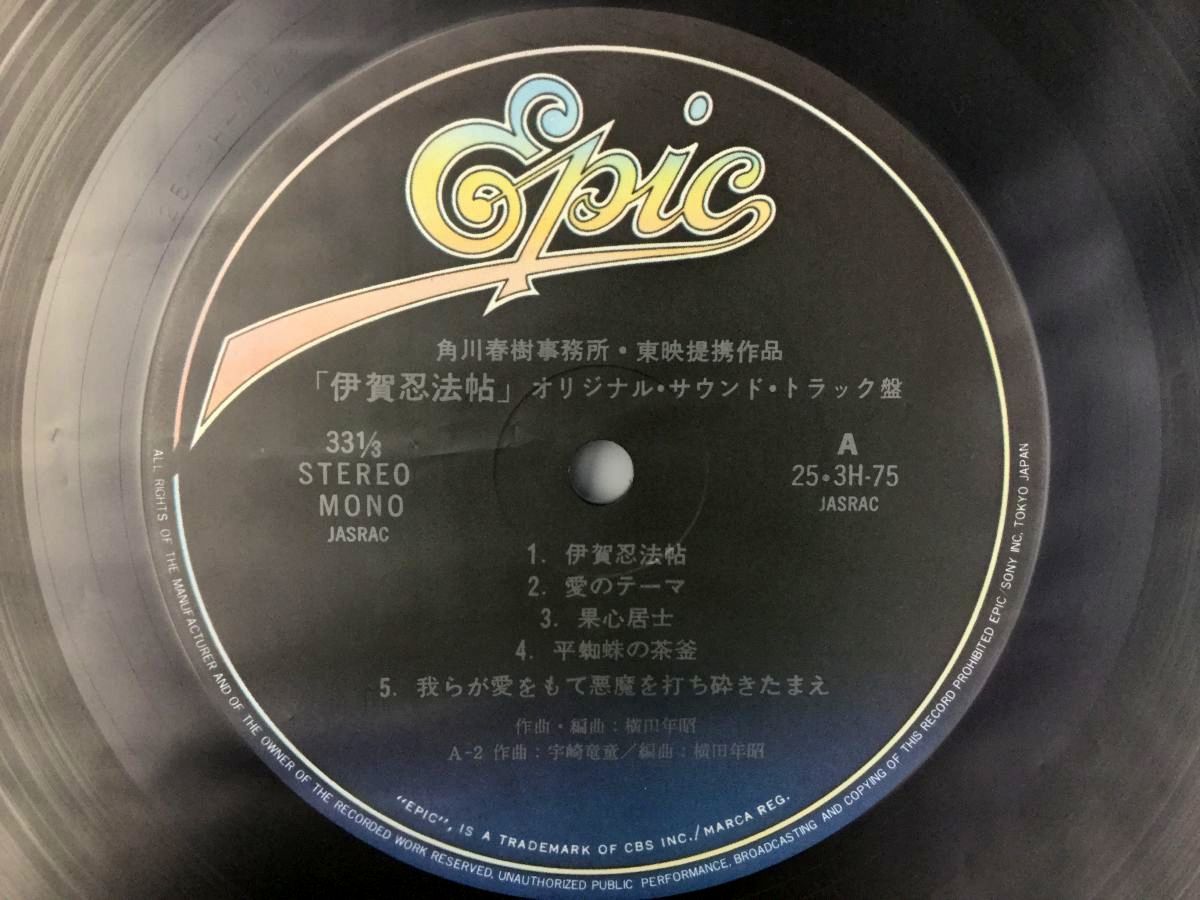 Epic
角川春樹事務所・東映提携作品
「伊賀忍法帖」オリジナル・サウンド・トラック盤
33⅓
STEREO
MONO
JASRAC
A
25・3H-75
JASRAC
1. 伊賀忍法帖
2. 愛のテーマ
3. 果心居士
4. 平蜘蛛の茶釜
5. 我らが愛をもて悪魔を打ち砕きたまえ
作曲・編曲：横田年昭
A-2 作曲：宇崎竜童／編曲：横田年昭
"EPIC", IS A TRADEMARK OF CBS INC./MARCA REG.
ALL RIGHTS OF THE MANUFACTURER AND OF THE OWNER OF THE RECORDED WORK RESERVED, UNAUTHORIZED PUBLIC PERFORMANCE, BROADCASTING AND COPYING OF THIS RECORD PROHIBITED EPIC/SONY INC. TOKYO JAPAN